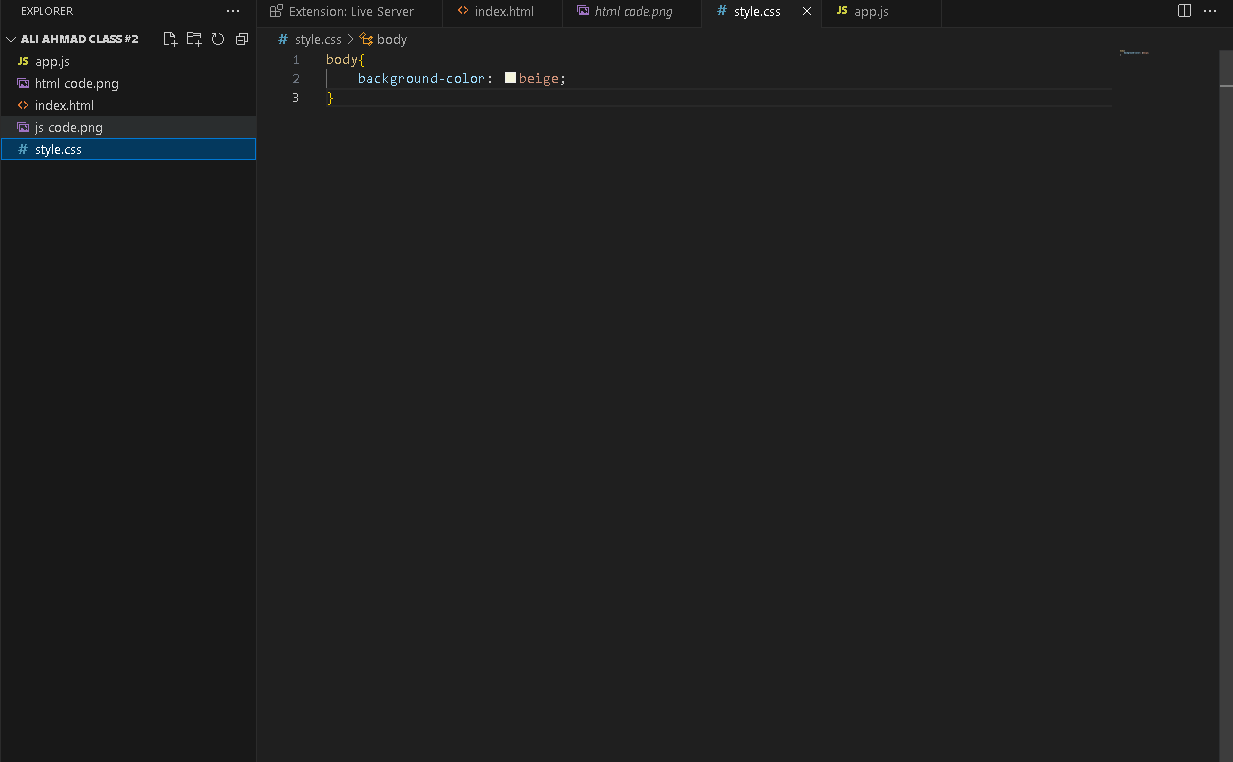 EXPLORER
ALI AHMAD CLASS #2
JS app.js
html code.png
<> index.html
js code.png
# style.css
Extension: Live Server
<> index.html
html code.png
# style.css
JS app.js
# style.css > body
1 body{
2     background-color: beige;
3 }